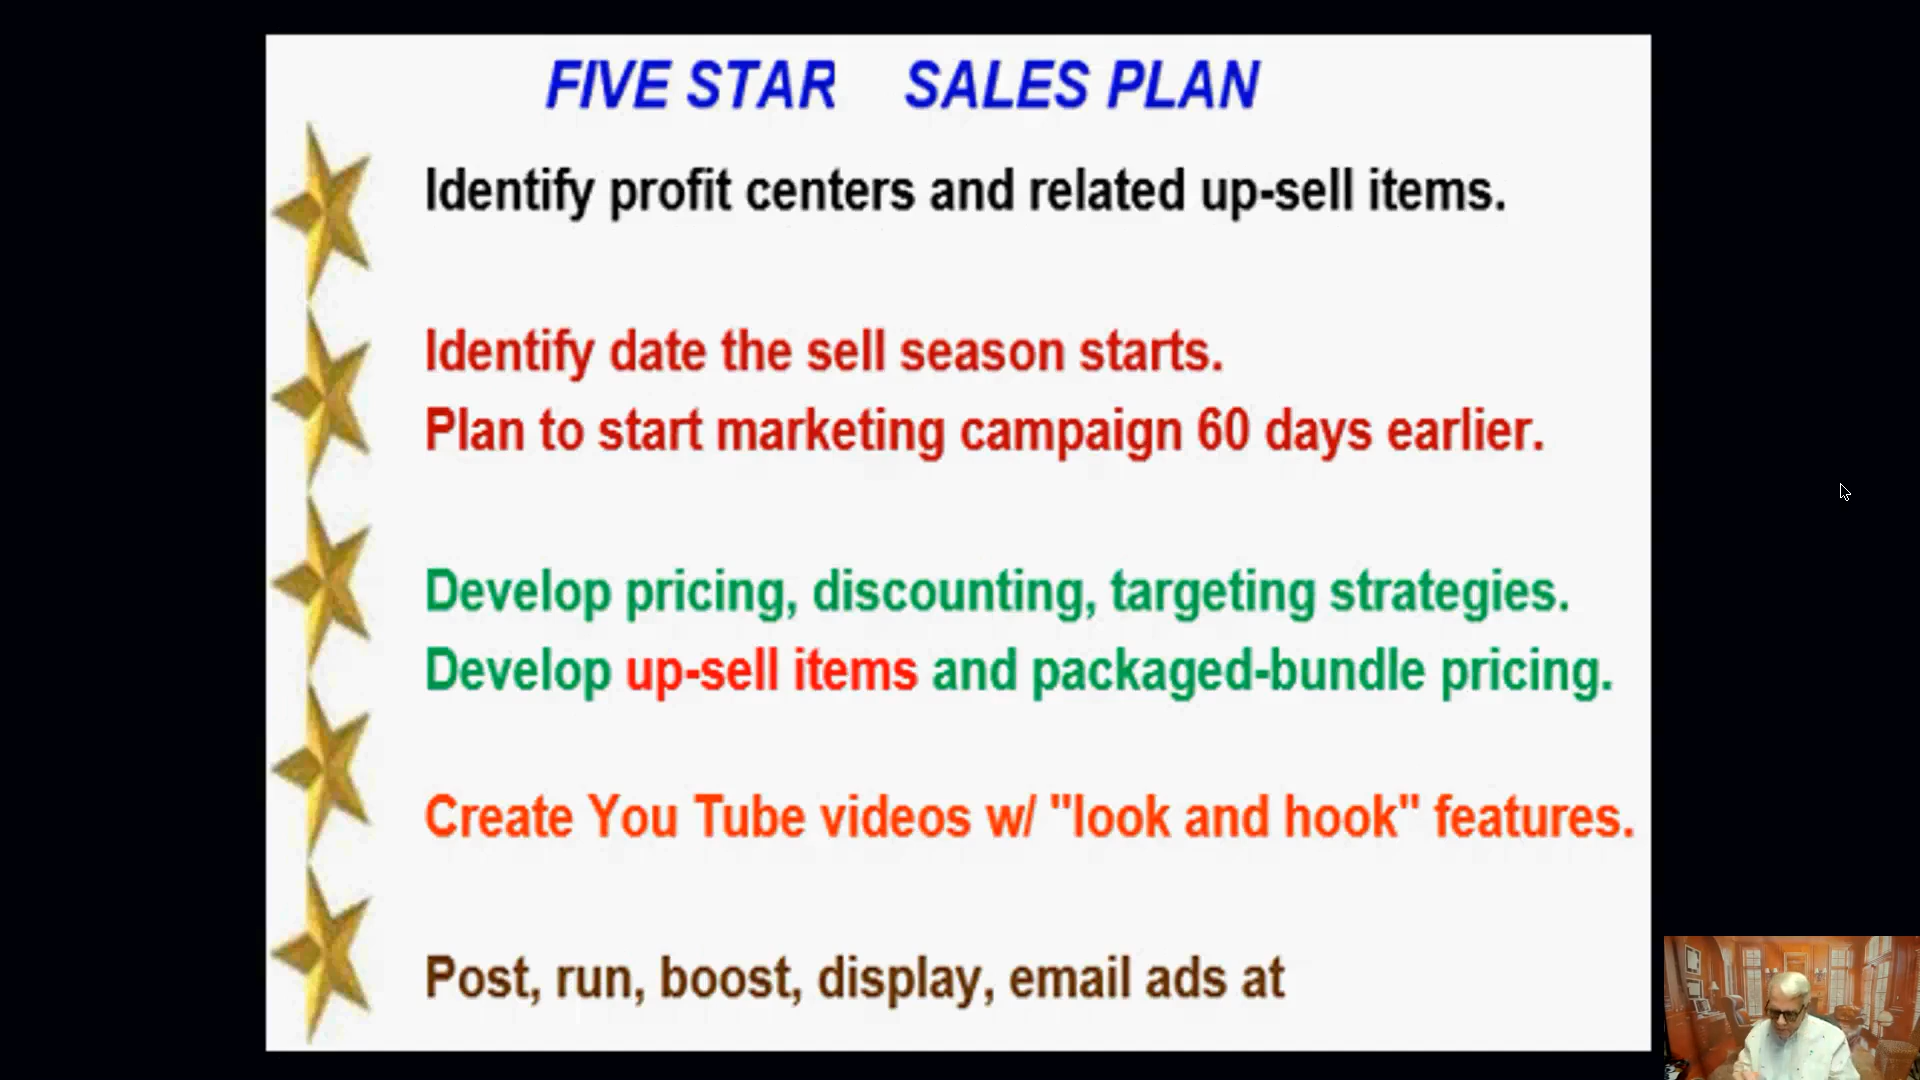 FIVE STAR SALES PLAN
Identify profit centers and related up-sell items.
Identify date the sell season starts.
Plan to start marketing campaign 60 days earlier.
Develop pricing, discounting, targeting strategies.
Develop up-sell items and packaged-bundle pricing.
Create You Tube videos w/ "look and hook" features.
Post, run, boost, display, email ads at